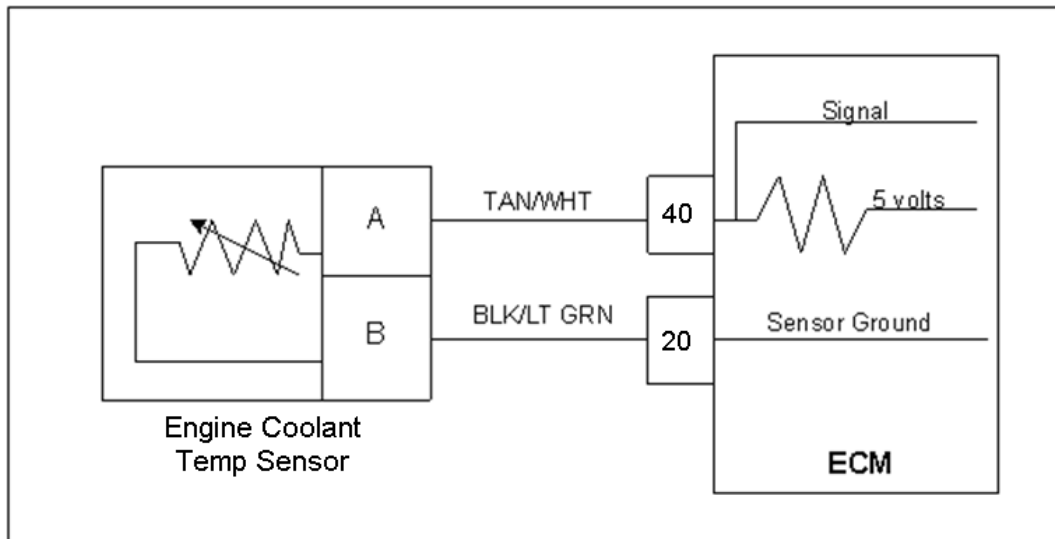 Signal
A
TAN/WHT
40
5 volts
B
BLK/LT GRN
20
Sensor Ground
Engine Coolant
Temp Sensor
ECM